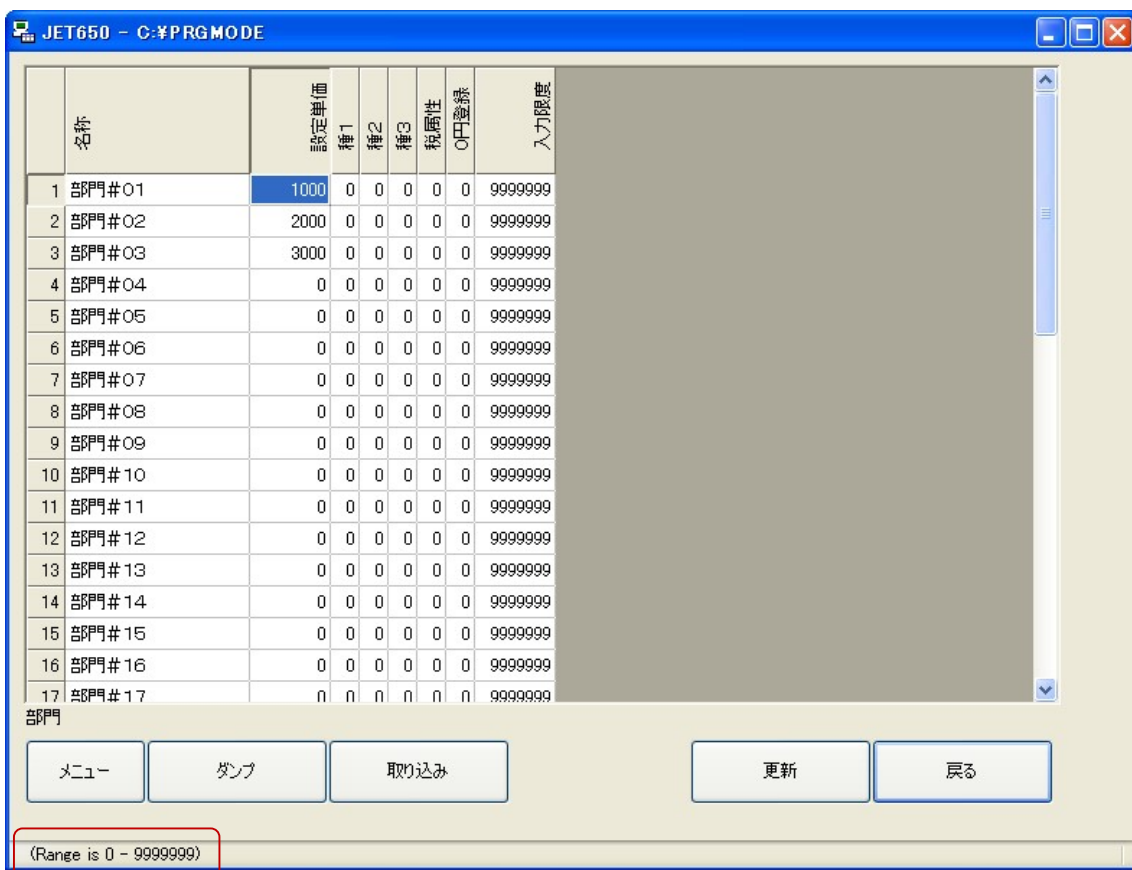 JET650 - C:¥PRGMODE
名称 設定単価 種1 種2 種3 税属性 0円登録 入力限度
1 部門#01 1000 0 0 0 0 0 9999999
2 部門#02 2000 0 0 0 0 0 9999999
3 部門#03 3000 0 0 0 0 0 9999999
4 部門#04 0 0 0 0 0 0 9999999
5 部門#05 0 0 0 0 0 0 9999999
6 部門#06 0 0 0 0 0 0 9999999
7 部門#07 0 0 0 0 0 0 9999999
8 部門#08 0 0 0 0 0 0 9999999
9 部門#09 0 0 0 0 0 0 9999999
10 部門#10 0 0 0 0 0 0 9999999
11 部門#11 0 0 0 0 0 0 9999999
12 部門#12 0 0 0 0 0 0 9999999
13 部門#13 0 0 0 0 0 0 9999999
14 部門#14 0 0 0 0 0 0 9999999
15 部門#15 0 0 0 0 0 0 9999999
16 部門#16 0 0 0 0 0 0 9999999
17 部門#17 0 0 0 0 0 0 9999999
部門
メニュー ダンプ 取り込み 更新 戻る
(Range is 0 - 9999999)